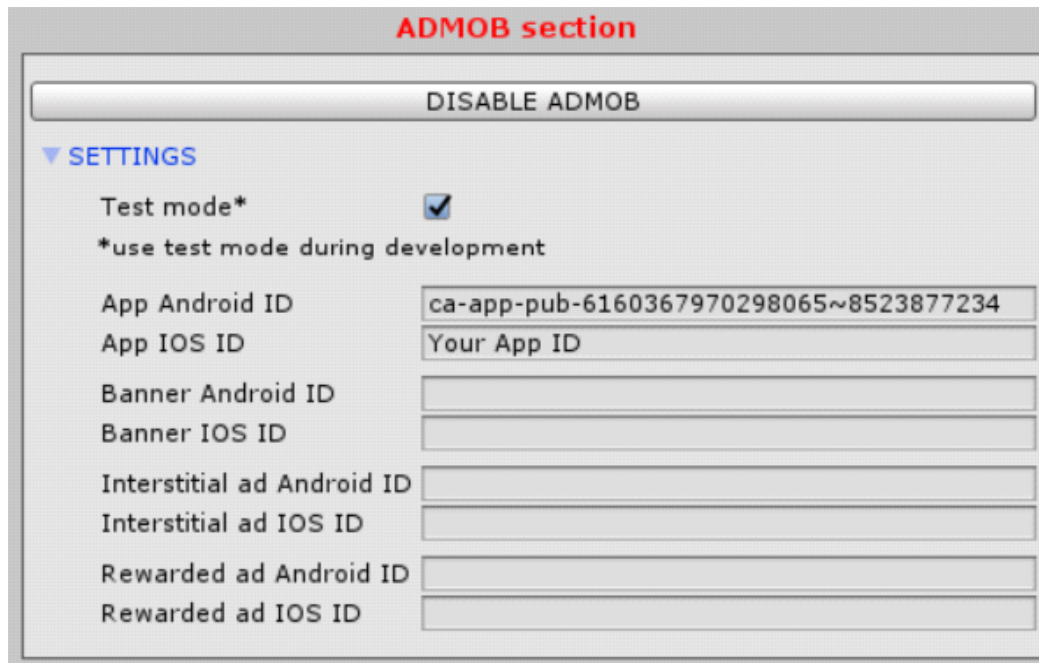 ADMOB section
DISABLE ADMOB
SETTINGS
Test mode*
*use test mode during development
App Android ID ca-app-pub-6160367970298065~8523877234
App IOS ID Your App ID
Banner Android ID
Banner IOS ID
Interstitial ad Android ID
Interstitial ad IOS ID
Rewarded ad Android ID
Rewarded ad IOS ID